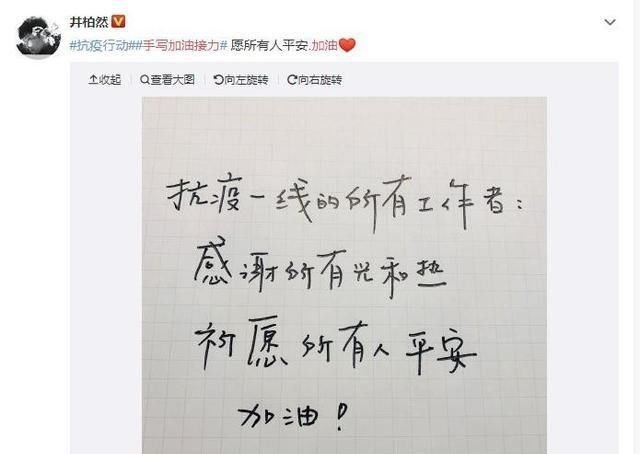 井柏然
#抗疫行动##手写加油接力# 愿所有人平安.加油❤️
收起 查看大图 向左旋转 向右旋转
抗疫一线的所有工作者:
感谢所有光和热
祈愿所有人平安
加油!